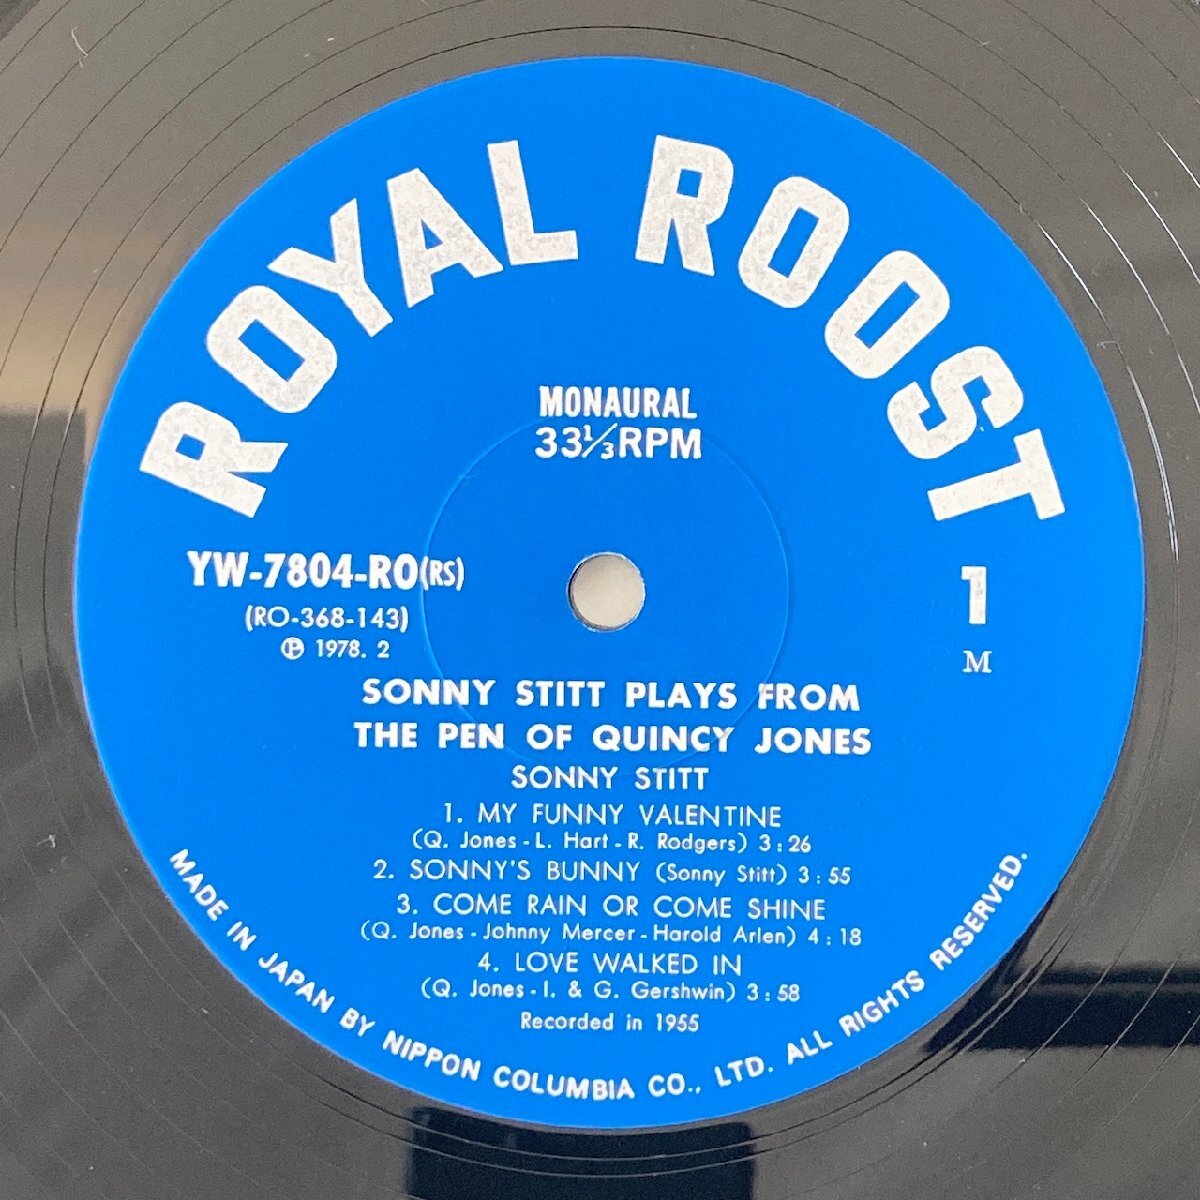 ROYAL ROOST
MONAURAL
33⅓RPM
YW-7804-RO(RS)
(RO-368-143)
℗ 1978. 2
1
M
SONNY STITT PLAYS FROM
THE PEN OF QUINCY JONES
SONNY STITT
1. MY FUNNY VALENTINE
(Q. Jones - L. Hart - R. Rodgers) 3 : 26
2. SONNY'S BUNNY (Sonny Stitt) 3 : 55
3. COME RAIN OR COME SHINE
(Q. Jones - Johnny Mercer - Harold Arlen) 4 : 18
4. LOVE WALKED IN
(Q. Jones - I. & G. Gershwin) 3 : 58
Recorded in 1955
MADE IN JAPAN BY NIPPON COLUMBIA CO., LTD. ALL RIGHTS RESERVED.